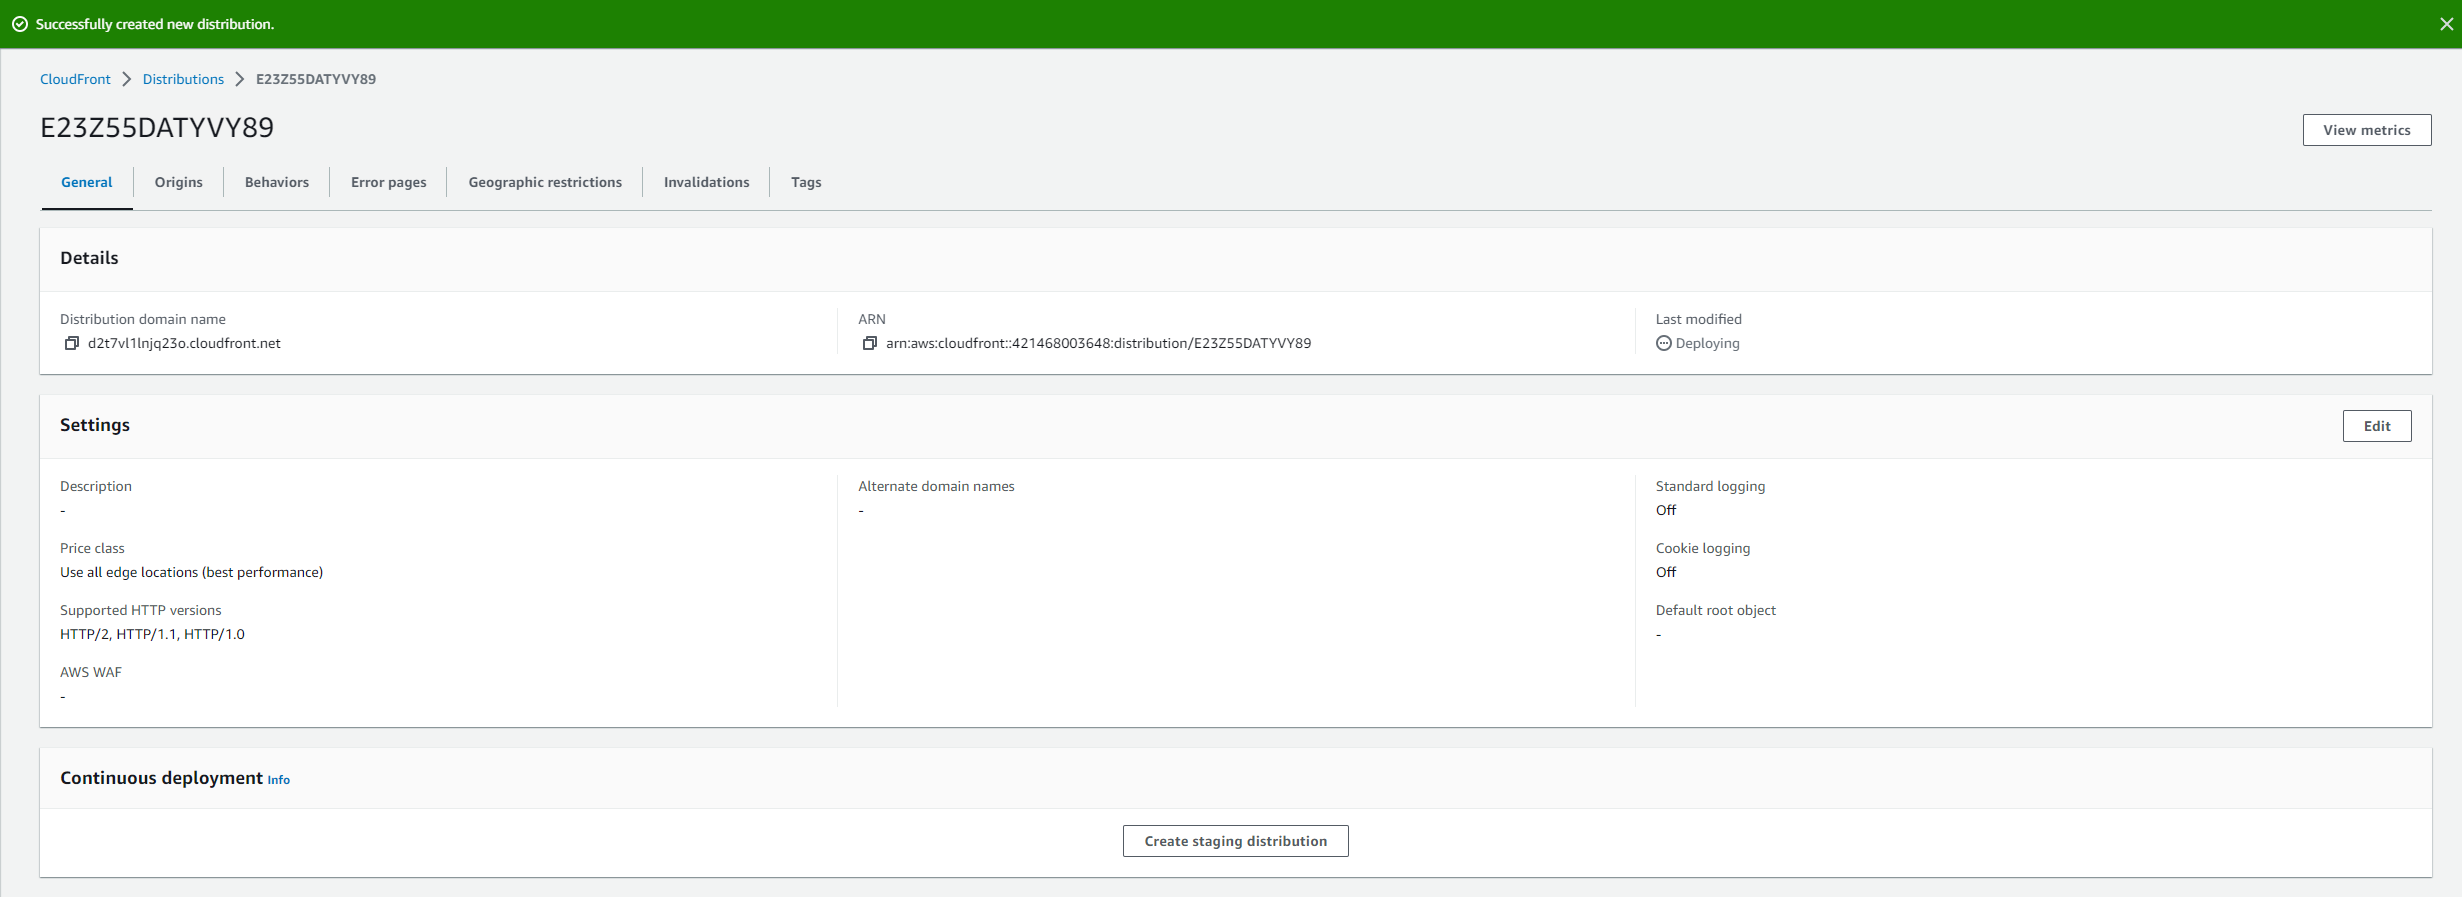 Successfully created new distribution.
CloudFront Distributions E23Z55DATYVY89
E23Z55DATYVY89
View metrics
General Origins Behaviors Error pages Geographic restrictions Invalidations Tags
Details
Distribution domain name
d2t7vl1lnjq23o.cloudfront.net
ARN
arn:aws:cloudfront::421468003648:distribution/E23Z55DATYVY89
Last modified
Deploying
Settings
Edit
Description
-
Price class
Use all edge locations (best performance)
Supported HTTP versions
HTTP/2, HTTP/1.1, HTTP/1.0
AWS WAF
-
Alternate domain names
-
Standard logging
Off
Cookie logging
Off
Default root object
-
Continuous deployment Info
Create staging distribution